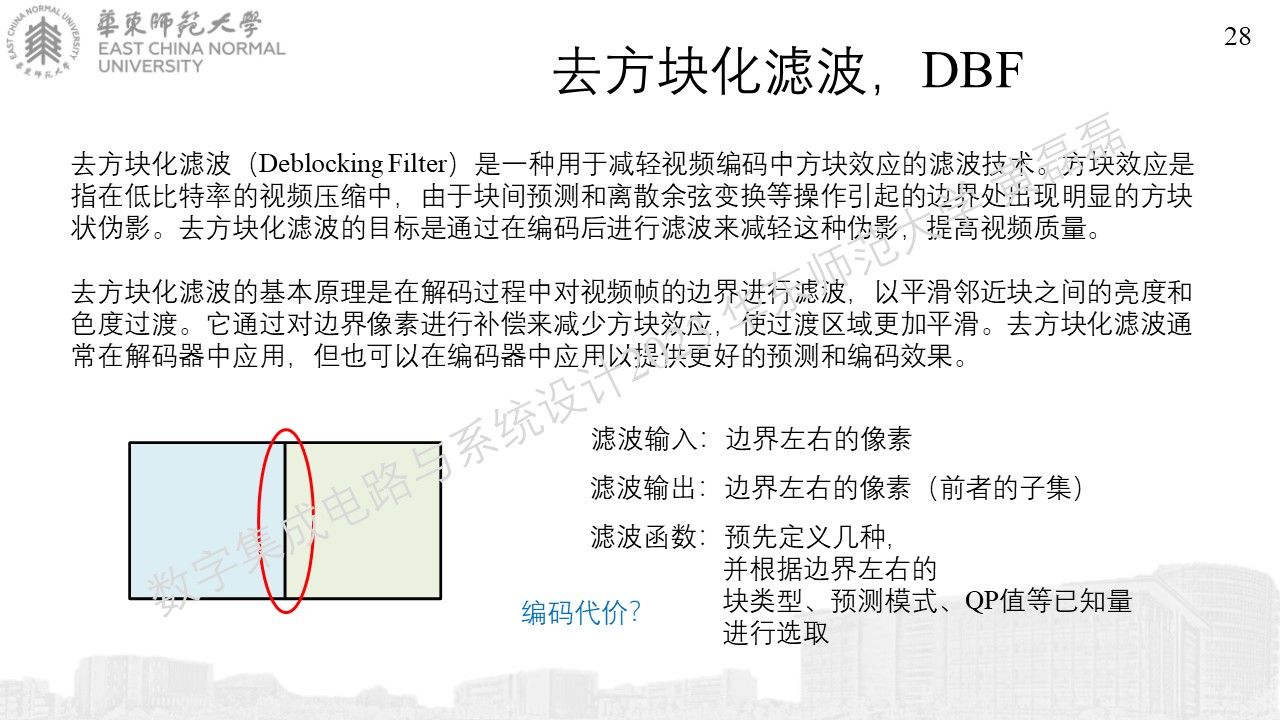 華東師範大學
EAST CHINA NORMAL
UNIVERSITY
28
去方块化滤波，DBF
去方块化滤波（Deblocking Filter）是一种用于减轻视频编码中方块效应的滤波技术。方块效应是
指在低比特率的视频压缩中，由于块间预测和离散余弦变换等操作引起的边界处出现明显的方块
状伪影。去方块化滤波的目标是通过在编码后进行滤波来减轻这种伪影，提高视频质量。
去方块化滤波的基本原理是在解码过程中对视频帧的边界进行滤波，以平滑邻近块之间的亮度和
色度过渡。它通过对边界像素进行补偿来减少方块效应，使过渡区域更加平滑。去方块化滤波通
常在解码器中应用，但也可以在编码器中应用以提供更好的预测和编码效果。
滤波输入：边界左右的像素
滤波输出：边界左右的像素（前者的子集）
滤波函数：预先定义几种，
并根据边界左右的
块类型、预测模式、QP值等已知量
进行选取
编码代价？
数字集成电路与系统设计2023 华东师范大学 黄磊磊